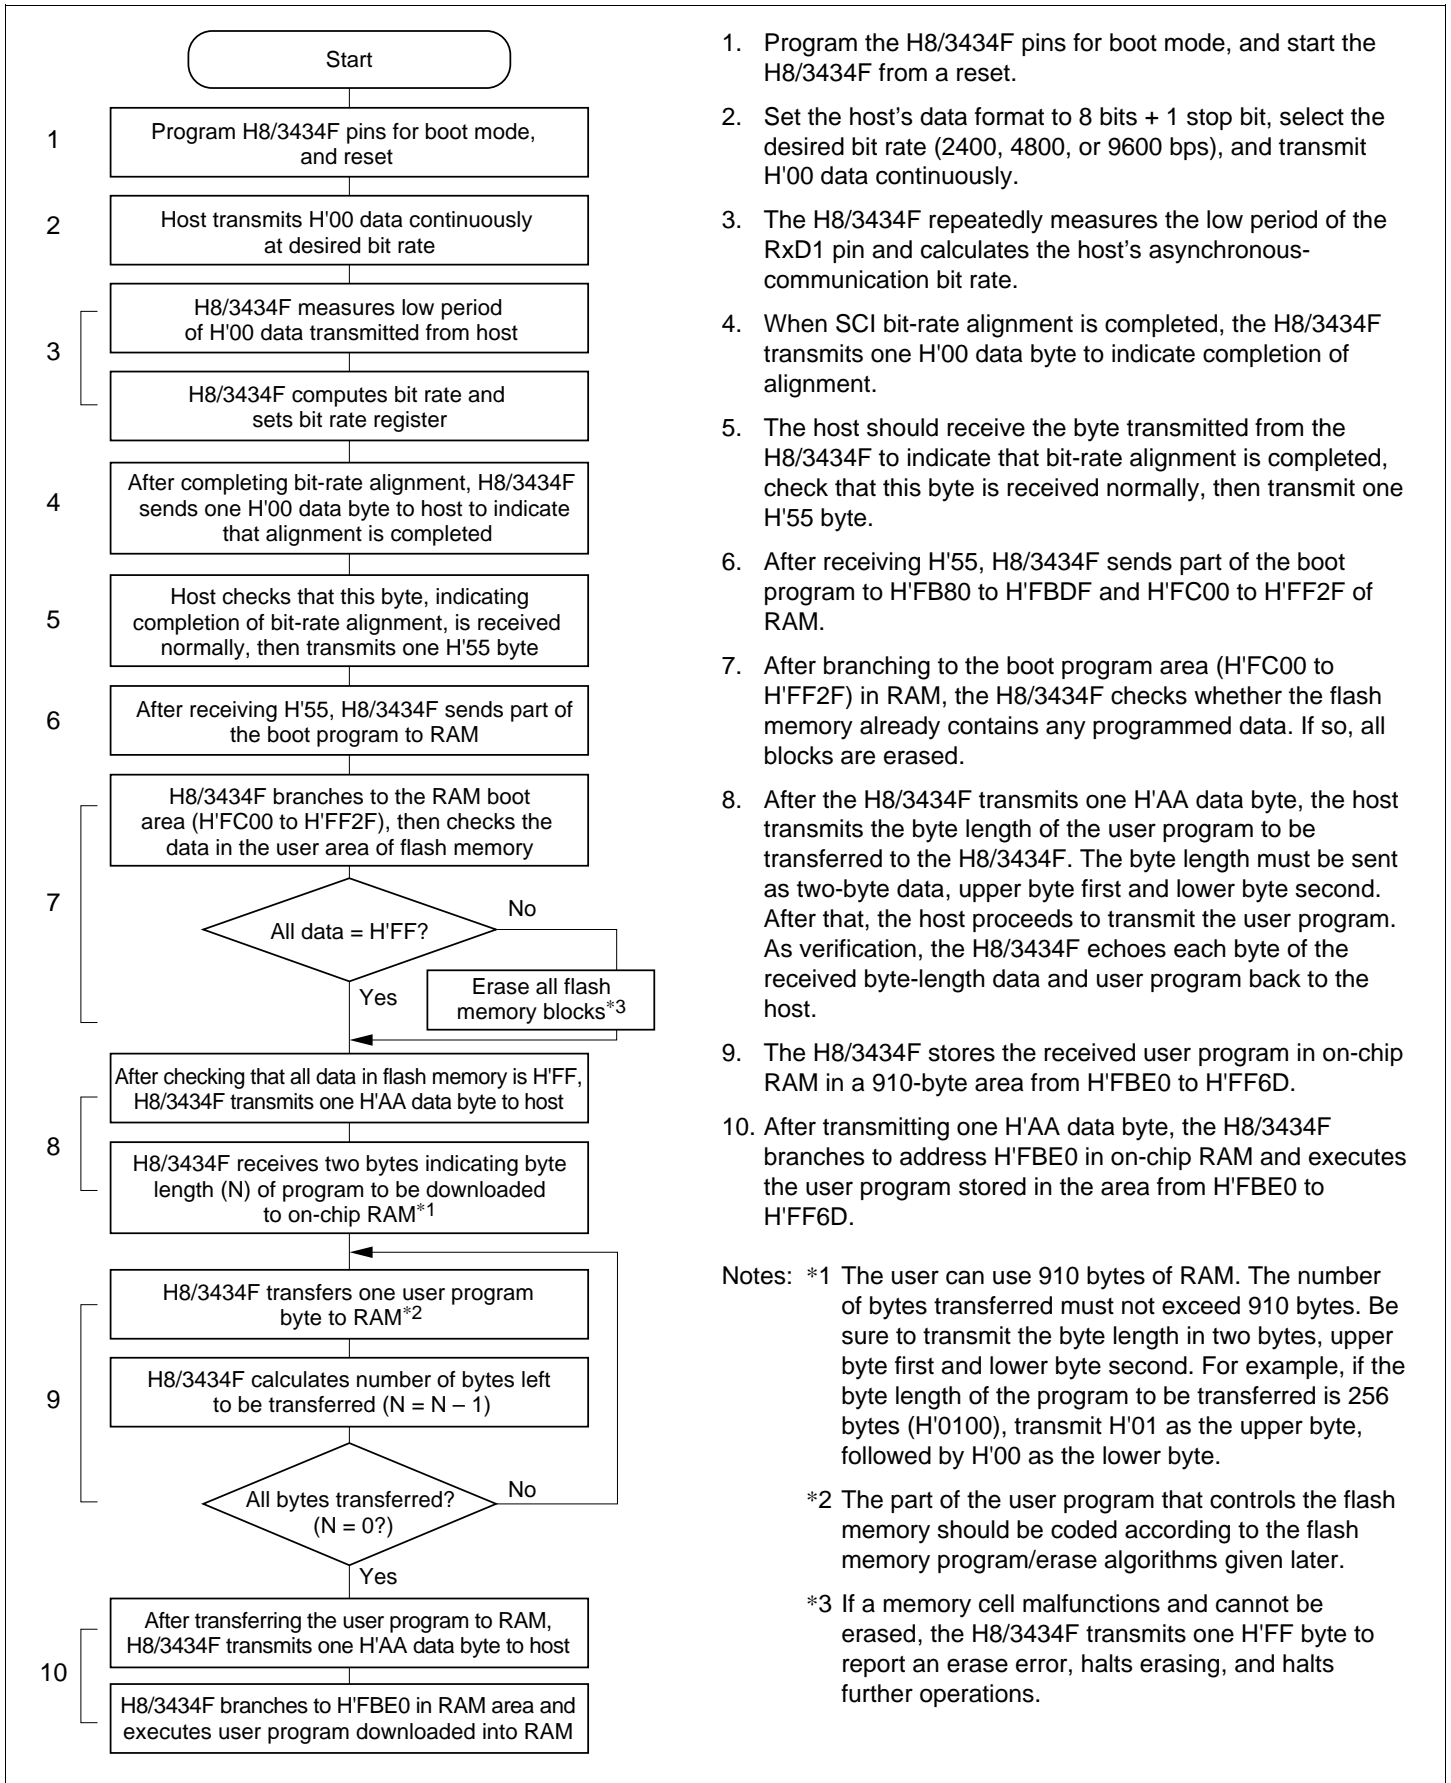 Start
1
Program H8/3434F pins for boot mode,
and reset
2
Host transmits H'00 data continuously
at desired bit rate
3
H8/3434F measures low period
of H'00 data transmitted from host
H8/3434F computes bit rate and
sets bit rate register
4
After completing bit-rate alignment, H8/3434F
sends one H'00 data byte to host to indicate
that alignment is completed
5
Host checks that this byte, indicating
completion of bit-rate alignment, is received
normally, then transmits one H'55 byte
6
After receiving H'55, H8/3434F sends part of
the boot program to RAM
7
H8/3434F branches to the RAM boot
area (H'FC00 to H'FF2F), then checks the
data in the user area of flash memory
All data = H'FF?
No
Yes
Erase all flash
memory blocks*3
8
After checking that all data in flash memory is H'FF,
H8/3434F transmits one H'AA data byte to host
H8/3434F receives two bytes indicating byte
length (N) of program to be downloaded
to on-chip RAM*1
9
H8/3434F transfers one user program
byte to RAM*2
H8/3434F calculates number of bytes left
to be transferred (N = N – 1)
All bytes transferred?
(N = 0?)
No
Yes
10
After transferring the user program to RAM,
H8/3434F transmits one H'AA data byte to host
H8/3434F branches to H'FBE0 in RAM area and
executes user program downloaded into RAM
1. Program the H8/3434F pins for boot mode, and start the
H8/3434F from a reset.
2. Set the host's data format to 8 bits + 1 stop bit, select the
desired bit rate (2400, 4800, or 9600 bps), and transmit
H'00 data continuously.
3. The H8/3434F repeatedly measures the low period of the
RxD1 pin and calculates the host's asynchronous-
communication bit rate.
4. When SCI bit-rate alignment is completed, the H8/3434F
transmits one H'00 data byte to indicate completion of
alignment.
5. The host should receive the byte transmitted from the
H8/3434F to indicate that bit-rate alignment is completed,
check that this byte is received normally, then transmit one
H'55 byte.
6. After receiving H'55, H8/3434F sends part of the boot
program to H'FB80 to H'FBDF and H'FC00 to H'FF2F of
RAM.
7. After branching to the boot program area (H'FC00 to
H'FF2F) in RAM, the H8/3434F checks whether the flash
memory already contains any programmed data. If so, all
blocks are erased.
8. After the H8/3434F transmits one H'AA data byte, the host
transmits the byte length of the user program to be
transferred to the H8/3434F. The byte length must be sent
as two-byte data, upper byte first and lower byte second.
After that, the host proceeds to transmit the user program.
As verification, the H8/3434F echoes each byte of the
received byte-length data and user program back to the
host.
9. The H8/3434F stores the received user program in on-chip
RAM in a 910-byte area from H'FBE0 to H'FF6D.
10. After transmitting one H'AA data byte, the H8/3434F
branches to address H'FBE0 in on-chip RAM and executes
the user program stored in the area from H'FBE0 to
H'FF6D.
Notes: *1 The user can use 910 bytes of RAM. The number
of bytes transferred must not exceed 910 bytes. Be
sure to transmit the byte length in two bytes, upper
byte first and lower byte second. For example, if the
byte length of the program to be transferred is 256
bytes (H'0100), transmit H'01 as the upper byte,
followed by H'00 as the lower byte.
*2 The part of the user program that controls the flash
memory should be coded according to the flash
memory program/erase algorithms given later.
*3 If a memory cell malfunctions and cannot be
erased, the H8/3434F transmits one H'FF byte to
report an erase error, halts erasing, and halts
further operations.